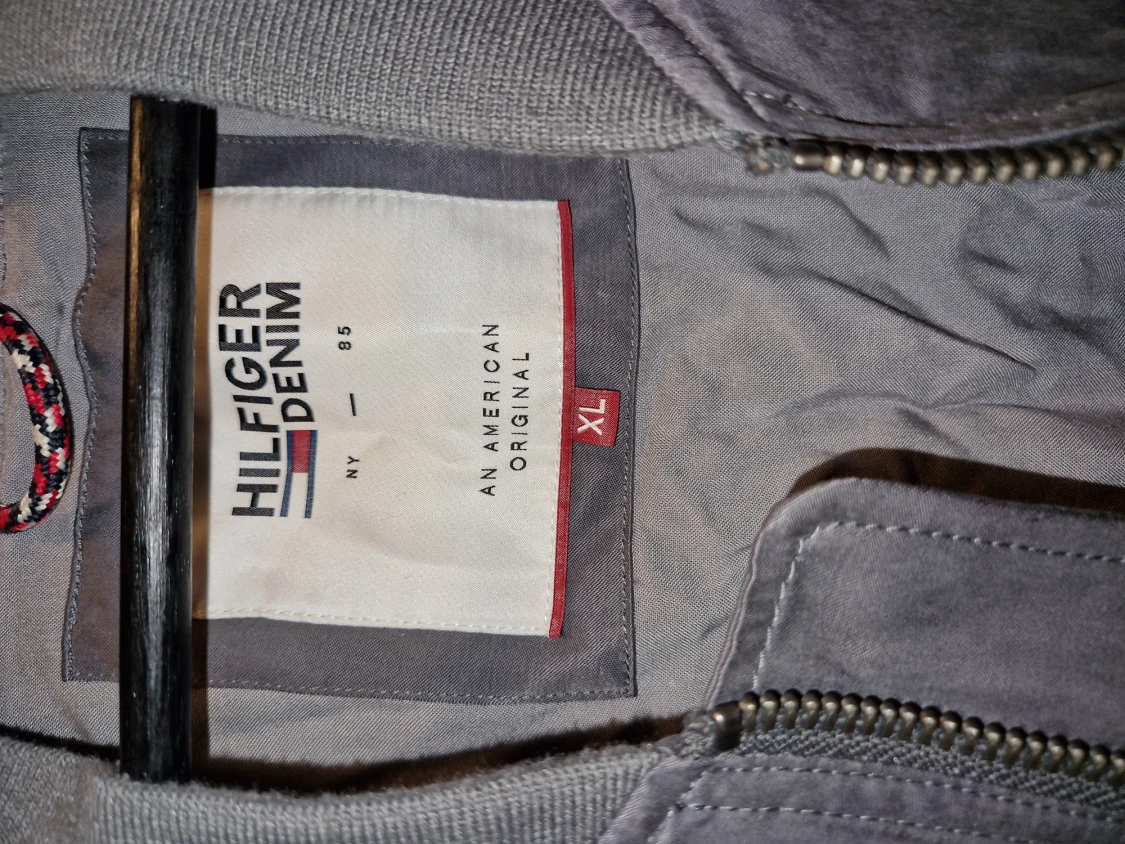 HILFIGER
DENIM
NY — 85
AN AMERICAN
ORIGINAL
XL